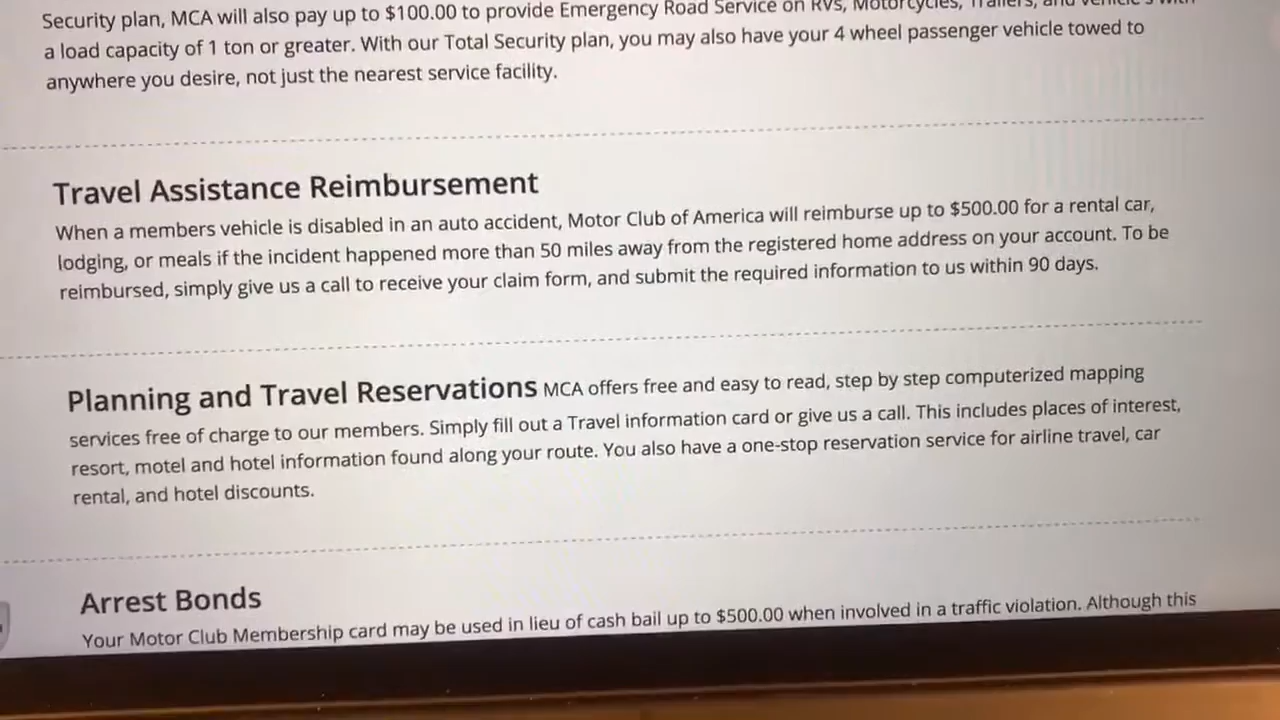 Security plan, MCA will also pay up to $100.00 to provide Emergency Road Service on RVs, Motorcycles, Trailers, and vehicle's with
a load capacity of 1 ton or greater. With our Total Security plan, you may also have your 4 wheel passenger vehicle towed to
anywhere you desire, not just the nearest service facility.
Travel Assistance Reimbursement
When a members vehicle is disabled in an auto accident, Motor Club of America will reimburse up to $500.00 for a rental car,
lodging, or meals if the incident happened more than 50 miles away from the registered home address on your account. To be
reimbursed, simply give us a call to receive your claim form, and submit the required information to us within 90 days.
Planning and Travel Reservations MCA offers free and easy to read, step by step computerized mapping
services free of charge to our members. Simply fill out a Travel information card or give us a call. This includes places of interest,
resort, motel and hotel information found along your route. You also have a one-stop reservation service for airline travel, car
rental, and hotel discounts.
Arrest Bonds
Your Motor Club Membership card may be used in lieu of cash bail up to $500.00 when involved in a traffic violation. Although this